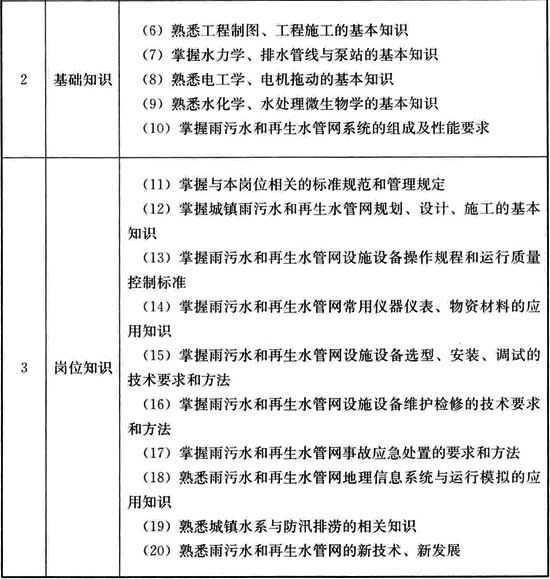 2
基础知识
（6）熟悉工程制图、工程施工的基本知识
（7）掌握水力学、排水管线与泵站的基本知识
（8）熟悉电工学、电机拖动的基本知识
（9）熟悉水化学、水处理微生物学的基本知识
（10）掌握雨污水和再生水管网系统的组成及性能要求
3
岗位知识
（11）掌握与本岗位相关的标准规范和管理规定
（12）掌握城镇雨污水和再生水管网规划、设计、施工的基本
知识
（13）掌握雨污水和再生水管网设施设备操作规程和运行质量
控制标准
（14）掌握雨污水和再生水管网常用仪器仪表、物资材料的应
用知识
（15）掌握雨污水和再生水管网设施设备选型、安装、调试的
技术要求和方法
（16）掌握雨污水和再生水管网设施设备维护检修的技术要求
和方法
（17）掌握雨污水和再生水管网事故应急处置的要求和方法
（18）熟悉雨污水和再生水管网地理信息系统与运行模拟的应
用知识
（19）熟悉城镇水系与防汛排涝的相关知识
（20）熟悉雨污水和再生水管网的新技术、新发展